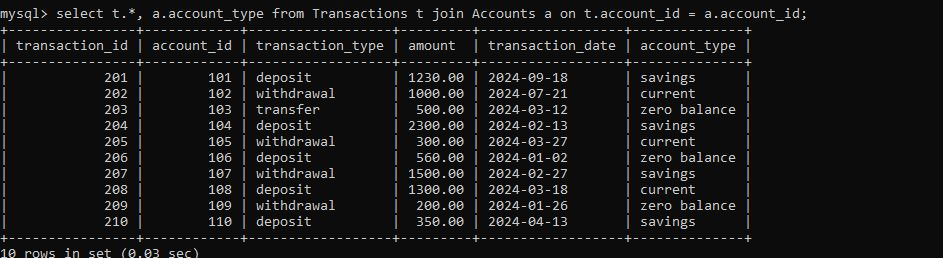 mysql> select t.*, a.account_type from Transactions t join Accounts a on t.account_id = a.account_id;
+----------------+------------+------------------+---------+------------------+--------------+
| transaction_id | account_id | transaction_type | amount  | transaction_date | account_type |
+----------------+------------+------------------+---------+------------------+--------------+
|            201 |        101 | deposit          | 1230.00 | 2024-09-18       | savings      |
|            202 |        102 | withdrawal       | 1000.00 | 2024-07-21       | current      |
|            203 |        103 | transfer         |  500.00 | 2024-03-12       | zero balance |
|            204 |        104 | deposit          | 2300.00 | 2024-02-13       | savings      |
|            205 |        105 | withdrawal       |  300.00 | 2024-03-27       | current      |
|            206 |        106 | deposit          |  560.00 | 2024-01-02       | zero balance |
|            207 |        107 | withdrawal       | 1500.00 | 2024-02-27       | savings      |
|            208 |        108 | deposit          | 1300.00 | 2024-03-18       | current      |
|            209 |        109 | withdrawal       |  200.00 | 2024-01-26       | zero balance |
|            210 |        110 | deposit          |  350.00 | 2024-04-13       | savings      |
+----------------+------------+------------------+---------+------------------+--------------+
10 rows in set (0.03 sec)